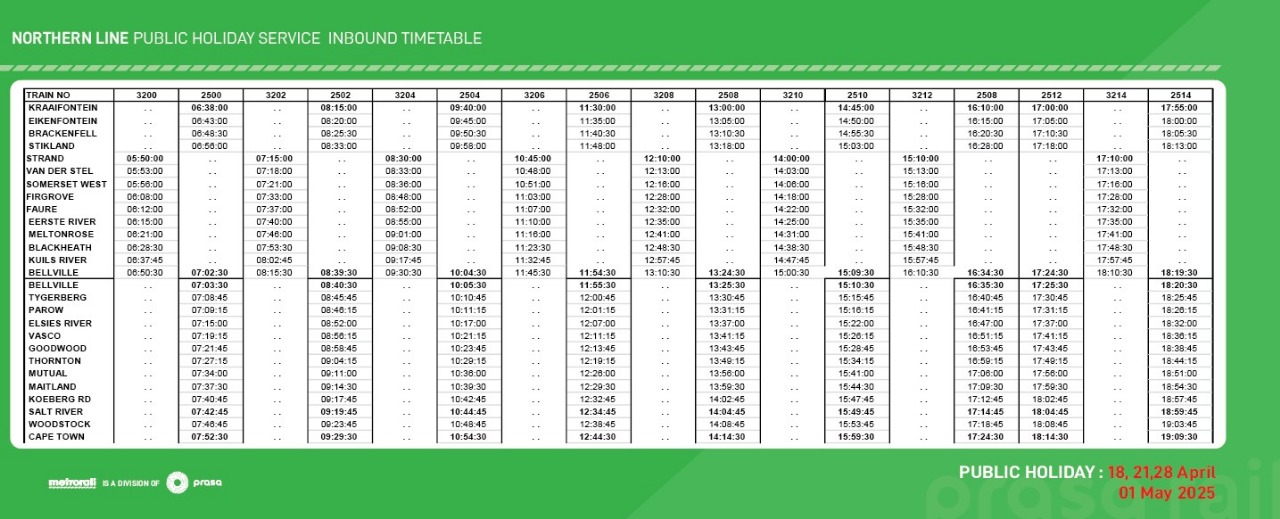 NORTHERN LINE PUBLIC HOLIDAY SERVICE INBOUND TIMETABLE
TRAIN NO 3200 2500 3202 2502 3204 2504 3206 2506 3208 2508 3210 2510 3212 2508 2512 3214 2514
KRAAIFONTEIN .. 06:38:00 .. 08:15:00 .. 09:40:00 .. 11:30:00 .. 13:00:00 .. 14:45:00 .. 16:10:00 17:00:00 .. 17:55:00
EIKENFONTEIN .. 06:43:00 .. 08:20:00 .. 09:45:00 .. 11:35:00 .. 13:05:00 .. 14:50:00 .. 16:15:00 17:05:00 .. 18:00:00
BRACKENFELL .. 06:48:30 .. 08:25:30 .. 09:50:30 .. 11:40:30 .. 13:10:30 .. 14:55:30 .. 16:20:30 17:10:30 .. 18:05:30
STIKLAND .. 06:56:00 .. 08:33:00 .. 09:58:00 .. 11:48:00 .. 13:18:00 .. 15:03:00 .. 16:28:00 17:18:00 .. 18:13:00
STRAND 05:50:00 .. 07:15:00 .. 08:30:00 .. 10:45:00 .. 12:10:00 .. 14:00:00 .. 15:10:00 .. .. 17:10:00 ..
VAN DER STEL 05:53:00 .. 07:18:00 .. 08:33:00 .. 10:48:00 .. 12:13:00 .. 14:03:00 .. 15:13:00 .. .. 17:13:00 ..
SOMERSET WEST 05:56:00 .. 07:21:00 .. 08:36:00 .. 10:51:00 .. 12:16:00 .. 14:06:00 .. 15:16:00 .. .. 17:16:00 ..
FIRGROVE 06:08:00 .. 07:33:00 .. 08:48:00 .. 11:03:00 .. 12:28:00 .. 14:18:00 .. 15:28:00 .. .. 17:28:00 ..
FAURE 06:12:00 .. 07:37:00 .. 08:52:00 .. 11:07:00 .. 12:32:00 .. 14:22:00 .. 15:32:00 .. .. 17:32:00 ..
EERSTE RIVER 06:15:00 .. 07:40:00 .. 08:55:00 .. 11:10:00 .. 12:35:00 .. 14:25:00 .. 15:35:00 .. .. 17:35:00 ..
MELTONROSE 06:21:00 .. 07:46:00 .. 09:01:00 .. 11:16:00 .. 12:41:00 .. 14:31:00 .. 15:41:00 .. .. 17:41:00 ..
BLACKHEATH 06:28:30 .. 07:53:30 .. 09:08:30 .. 11:23:30 .. 12:48:30 .. 14:38:30 .. 15:48:30 .. .. 17:48:30 ..
KUILS RIVER 06:37:45 .. 08:02:45 .. 09:17:45 .. 11:32:45 .. 12:57:45 .. 14:47:45 .. 15:57:45 .. .. 17:57:45 ..
BELLVILLE 06:50:30 07:02:30 08:15:30 08:39:30 09:30:30 10:04:30 11:45:30 11:54:30 13:10:30 13:24:30 15:00:30 15:09:30 16:10:30 16:34:30 17:24:30 18:10:30 18:19:30
BELLVILLE .. 07:03:30 .. 08:40:30 .. 10:05:30 .. 11:55:30 .. 13:25:30 .. 15:10:30 .. 16:35:30 17:25:30 .. 18:20:30
TYGERBERG .. 07:08:45 .. 08:45:45 .. 10:10:45 .. 12:00:45 .. 13:30:45 .. 15:15:45 .. 16:40:45 17:30:45 .. 18:25:45
PAROW .. 07:09:15 .. 08:46:15 .. 10:11:15 .. 12:01:15 .. 13:31:15 .. 15:16:15 .. 16:41:15 17:31:15 .. 18:26:15
ELSIES RIVER .. 07:15:00 .. 08:52:00 .. 10:17:00 .. 12:07:00 .. 13:37:00 .. 15:22:00 .. 16:47:00 17:37:00 .. 18:32:00
VASCO .. 07:19:15 .. 08:56:15 .. 10:21:15 .. 12:11:15 .. 13:41:15 .. 15:26:15 .. 16:51:15 17:41:15 .. 18:36:15
GOODWOOD .. 07:21:45 .. 08:58:45 .. 10:23:45 .. 12:13:45 .. 13:43:45 .. 15:28:45 .. 16:53:45 17:43:45 .. 18:38:45
THORNTON .. 07:27:15 .. 09:04:15 .. 10:29:15 .. 12:19:15 .. 13:49:15 .. 15:34:15 .. 16:59:15 17:49:15 .. 18:44:15
MUTUAL .. 07:34:00 .. 09:11:00 .. 10:36:00 .. 12:26:00 .. 13:56:00 .. 15:41:00 .. 17:06:00 17:56:00 .. 18:51:00
MAITLAND .. 07:37:30 .. 09:14:30 .. 10:39:30 .. 12:29:30 .. 13:59:30 .. 15:44:30 .. 17:09:30 17:59:30 .. 18:54:30
KOEBERG RD .. 07:40:45 .. 09:17:45 .. 10:42:45 .. 12:32:45 .. 14:02:45 .. 15:47:45 .. 17:12:45 18:02:45 .. 18:57:45
SALT RIVER .. 07:42:45 .. 09:19:45 .. 10:44:45 .. 12:34:45 .. 14:04:45 .. 15:49:45 .. 17:14:45 18:04:45 .. 18:59:45
WOODSTOCK .. 07:46:45 .. 09:23:45 .. 10:48:45 .. 12:38:45 .. 14:08:45 .. 15:53:45 .. 17:18:45 18:08:45 .. 19:03:45
CAPE TOWN .. 07:52:30 .. 09:29:30 .. 10:54:30 .. 12:44:30 .. 14:14:30 .. 15:59:30 .. 17:24:30 18:14:30 .. 19:09:30
metrorail IS A DIVISION OF prasa
PUBLIC HOLIDAY : 18, 21,28 April
01 May 2025
prasa rail